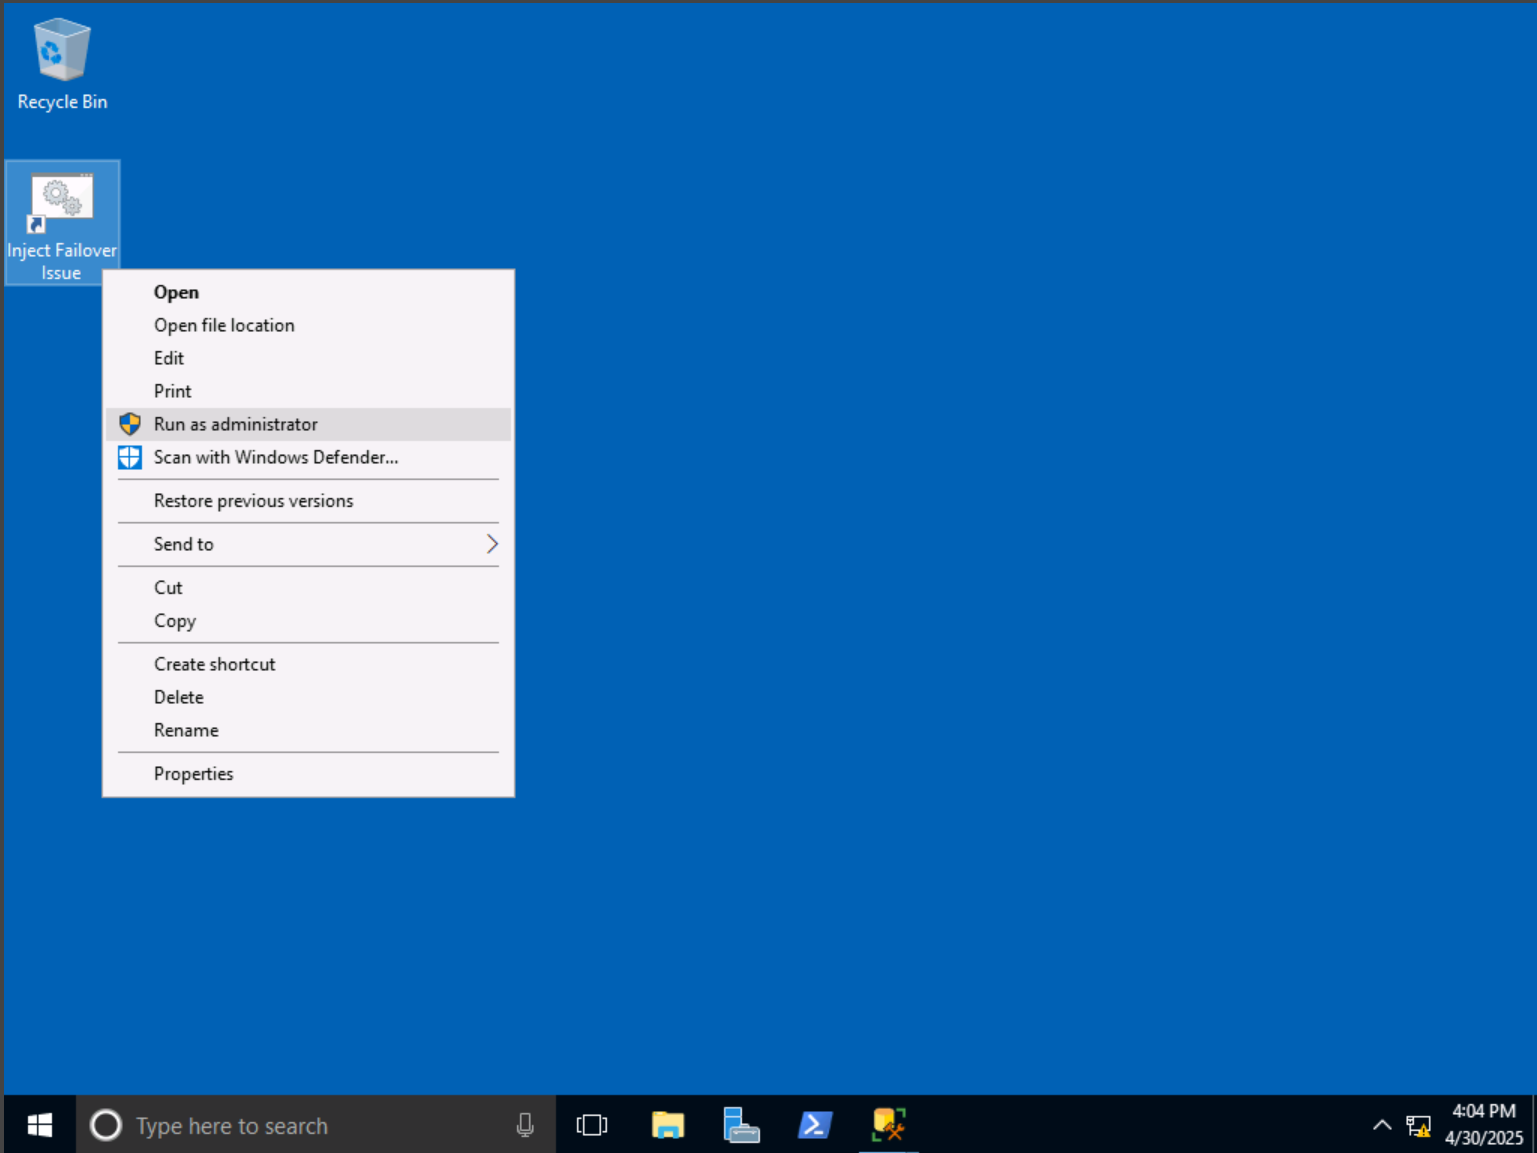 Recycle Bin
Inject Failover
Issue
Open
Open file location
Edit
Print
Run as administrator
Scan with Windows Defender...
Restore previous versions
Send to
Cut
Copy
Create shortcut
Delete
Rename
Properties
Type here to search
4:04 PM
4/30/2025